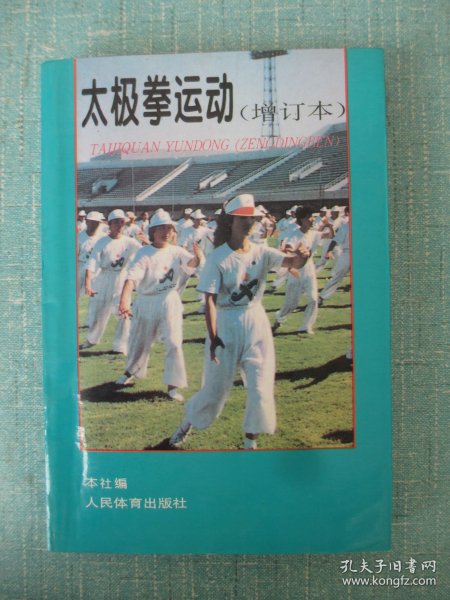 太极拳运动(增订本)
TAIJIQUAN YUNDONG (ZENGDINGBEN)
本社编
人民体育出版社
孔夫子旧书网
www.kongfz.com